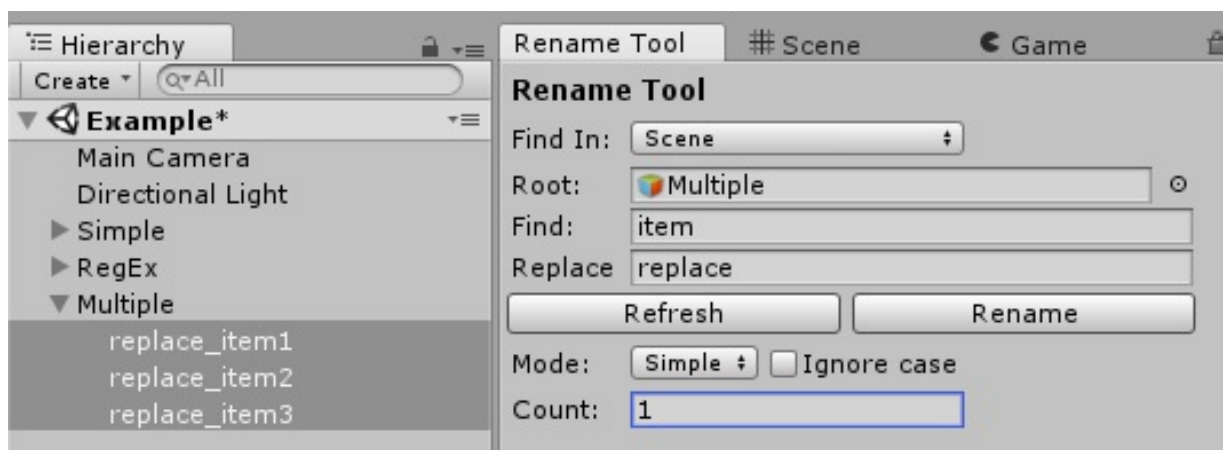 Hierarchy
Create All
Example*
Main Camera
Directional Light
Simple
RegEx
Multiple
replace_item1
replace_item2
replace_item3
Rename Tool Scene Game
Rename Tool
Find In: Scene
Root: Multiple
Find: item
Replace replace
Refresh Rename
Mode: Simple Ignore case
Count: 1